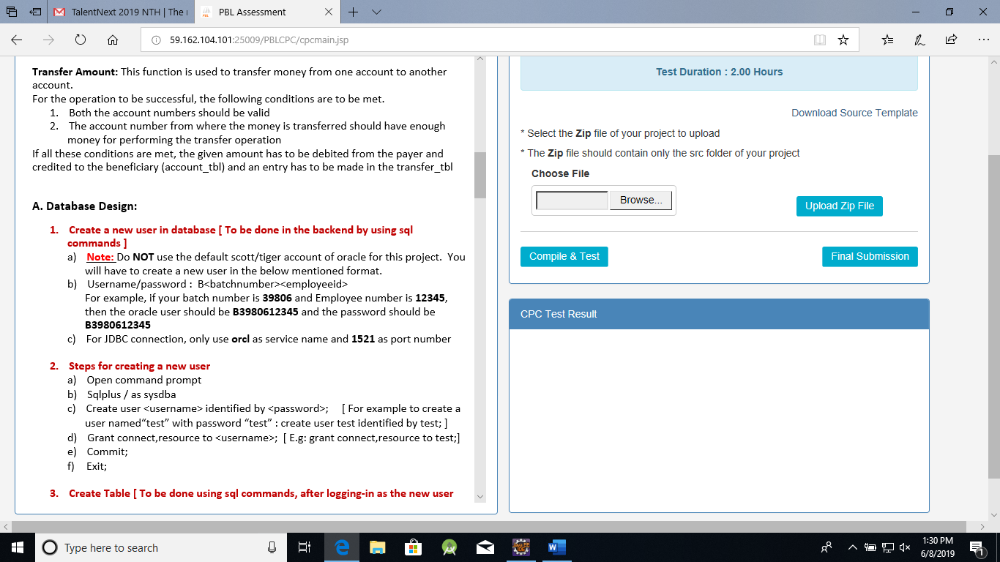 TalentNext 2019 NTH | The
PBL Assessment
59.162.104.101:25009/PBLCPC/cpcmain.jsp
Transfer Amount: This function is used to transfer money from one account to another
account.
For the operation to be successful, the following conditions are to be met.
1. Both the account numbers should be valid
2. The account number from where the money is transferred should have enough
money for performing the transfer operation
If all these conditions are met, the given amount has to be debited from the payer and
credited to the beneficiary (account_tbl) and an entry has to be made in the transfer_tbl
A. Database Design:
1. Create a new user in database [ To be done in the backend by using sql
commands ]
a) Note: Do NOT use the default scott/tiger account of oracle for this project. You
will have to create a new user in the below mentioned format.
b) Username/password : B<batchnumber><employeeid>
For example, if your batch number is 39806 and Employee number is 12345,
then the oracle user should be B3980612345 and the password should be
B3980612345
c) For JDBC connection, only use orcl as service name and 1521 as port number
2. Steps for creating a new user
a) Open command prompt
b) Sqlplus / as sysdba
c) Create user <username> identified by <password>; [ For example to create a
user named“test” with password “test” : create user test identified by test; ]
d) Grant connect,resource to <username>; [ E.g: grant connect,resource to test;]
e) Commit;
f) Exit;
3. Create Table [ To be done using sql commands, after logging-in as the new user
Test Duration : 2.00 Hours
Download Source Template
* Select the Zip file of your project to upload
* The Zip file should contain only the src folder of your project
Choose File
Browse...
Upload Zip File
Compile & Test
Final Submission
CPC Test Result
Type here to search
1:30 PM
6/8/2019
1